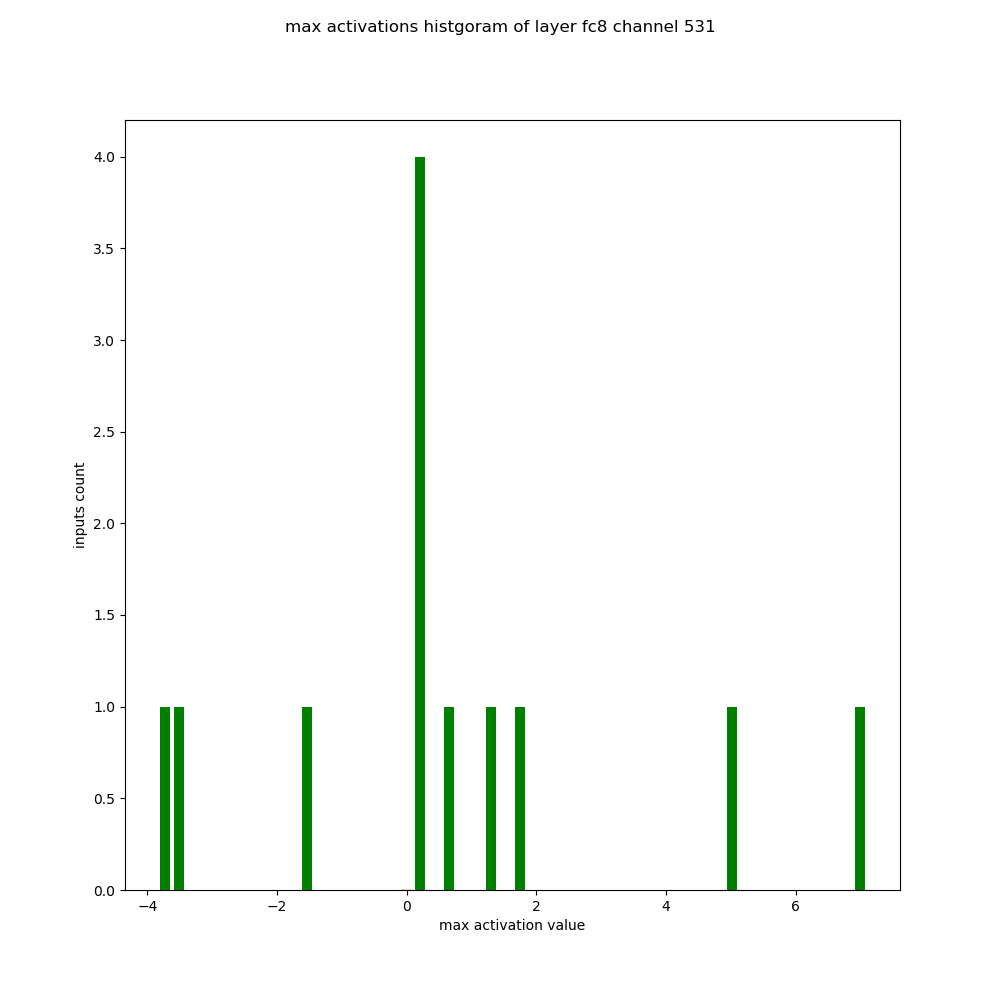 max activations histgoram of layer fc8 channel 531
4.0
3.5
3.0
2.5
2.0
1.5
1.0
0.5
0.0
inputs count
−4 −2 0 2 4 6
max activation value